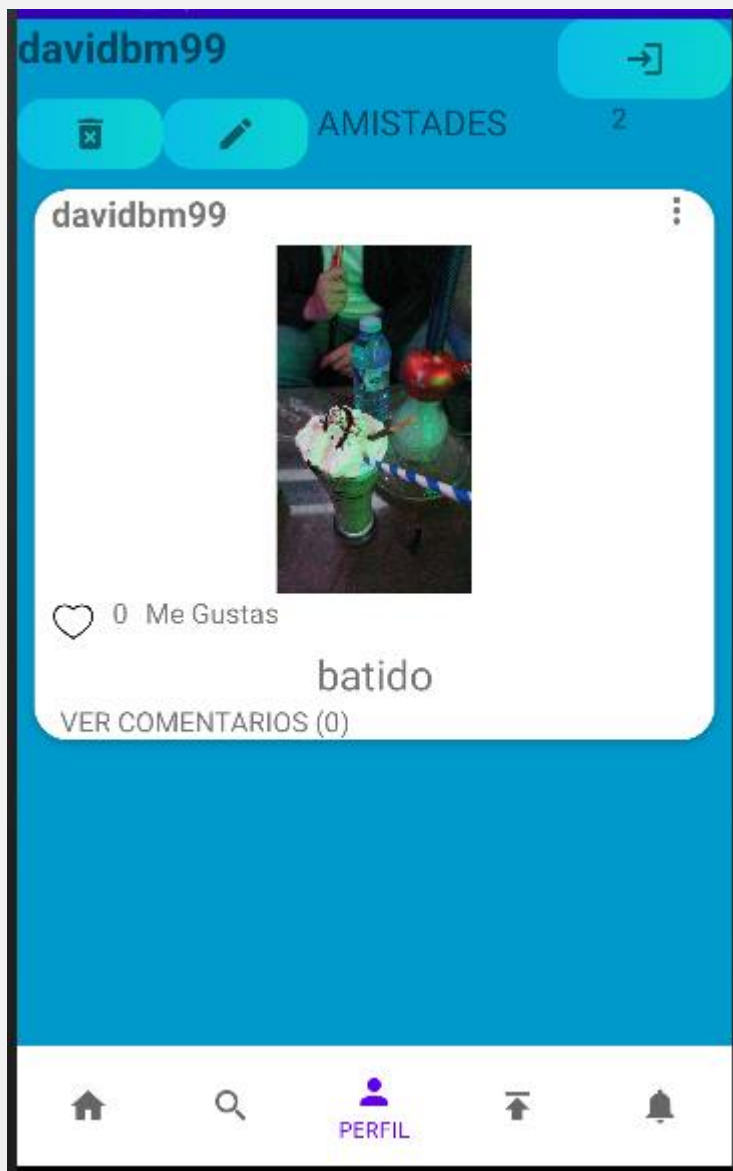 davidbm99
AMISTADES 2
davidbm99
0 Me Gustas
batido
VER COMENTARIOS (0)
PERFIL